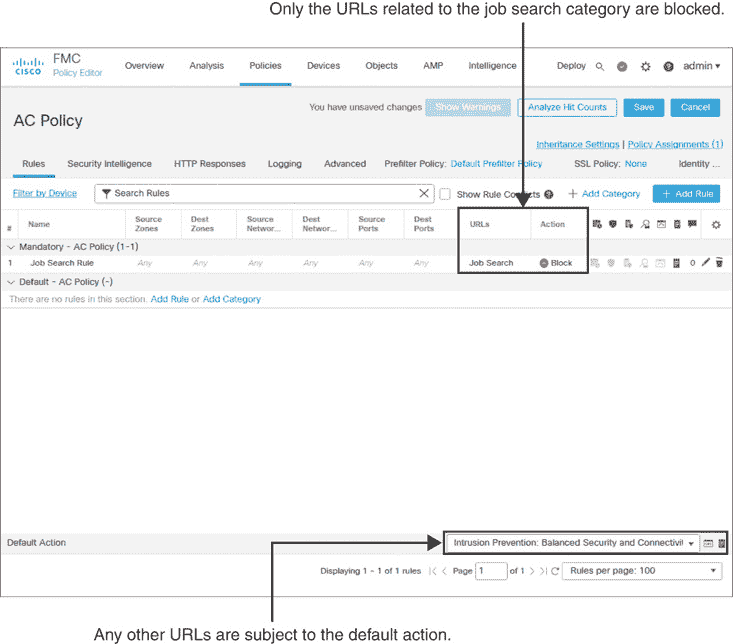 Only the URLs related to the job search category are blocked.
CISCO FMC Policy Editor Overview Analysis Policies Devices Objects AMP Intelligence Deploy admin
You have unsaved changes Show Warnings Analyze Hit Counts Save Cancel
AC Policy
Inheritance Settings | Policy Assignments (1)
Rules Security Intelligence HTTP Responses Logging Advanced Prefilter Policy: Default Prefilter Policy SSL Policy: None Identity ...
Filter by Device Search Rules Show Rule Conflicts + Add Category + Add Rule
# Name Source Zones Dest Zones Source Networ... Dest Networ... Source Ports Dest Ports URLs Action
Mandatory - AC Policy (1-1)
1 Job Search Rule Any Any Any Any Any Any Job Search Block 0
Default - AC Policy (-)
There are no rules in this section. Add Rule or Add Category
Default Action Intrusion Prevention: Balanced Security and Connectivit
Displaying 1 - 1 of 1 rules |< < Page 1 of 1 > >| Rules per page: 100
Any other URLs are subject to the default action.